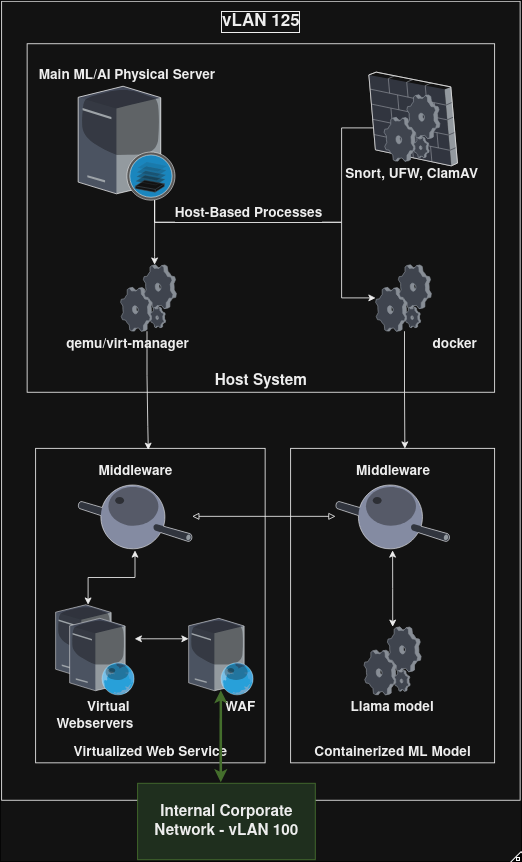 vLAN 125
Main ML/AI Physical Server
Snort, UFW, ClamAV
Host-Based Processes
qemu/virt-manager
docker
Host System
Middleware
Middleware
Virtual
Webservers
WAF
Llama model
Virtualized Web Service
Containerized ML Model
Internal Corporate
Network - vLAN 100